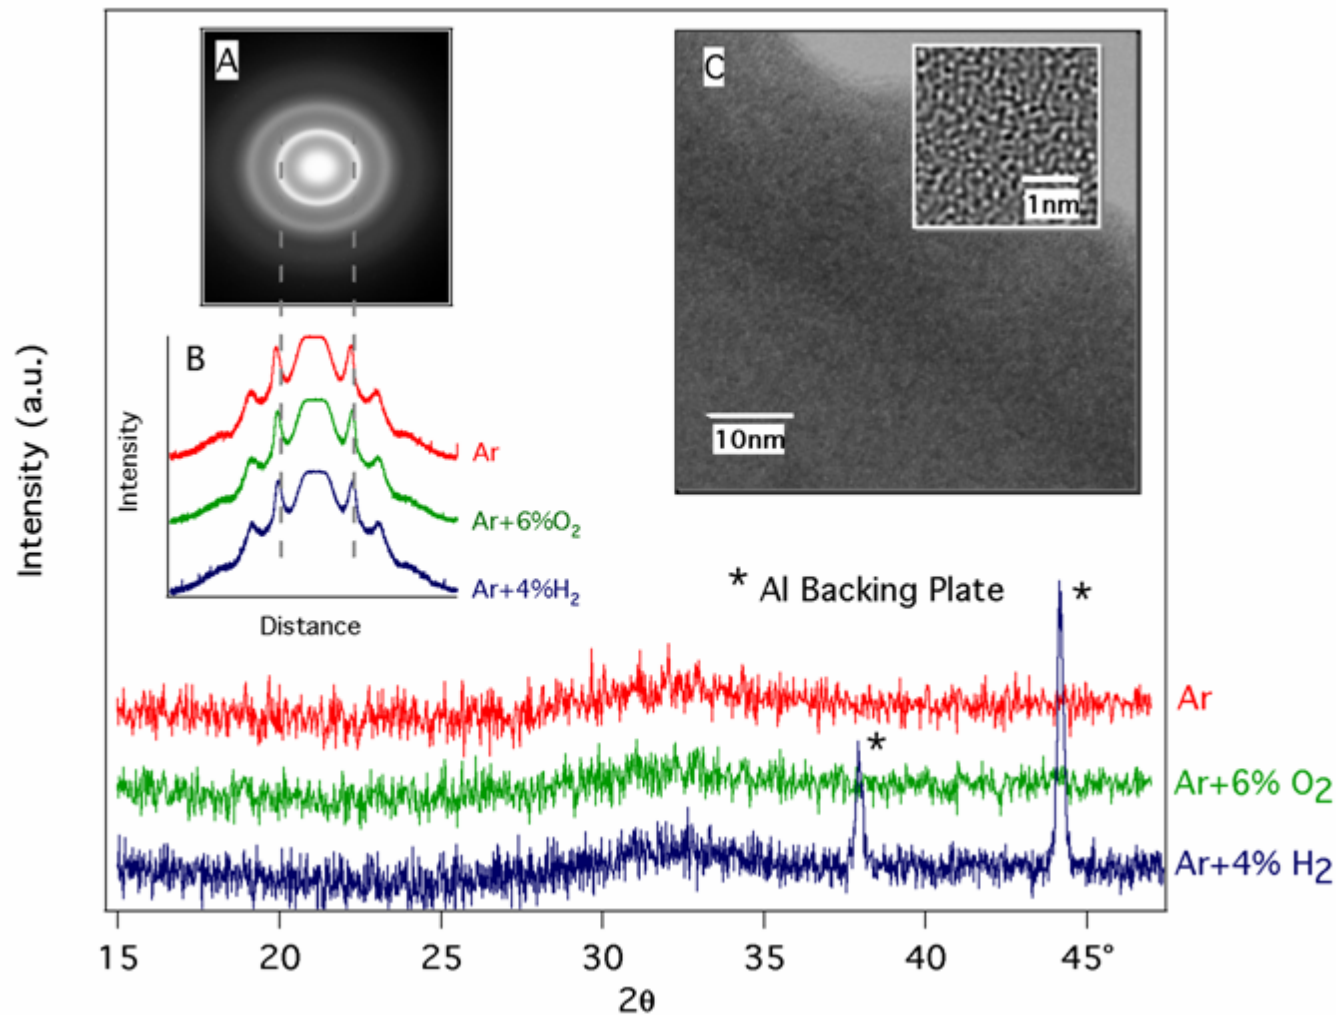 A
C
1nm
10nm
B
Intensity
Ar
Ar+6%O₂
Ar+4%H₂
Distance
Intensity (a.u.)
* Al Backing Plate
*
*
Ar
Ar+6% O₂
Ar+4% H₂
15 20 25 30 35 40 45°
2θ